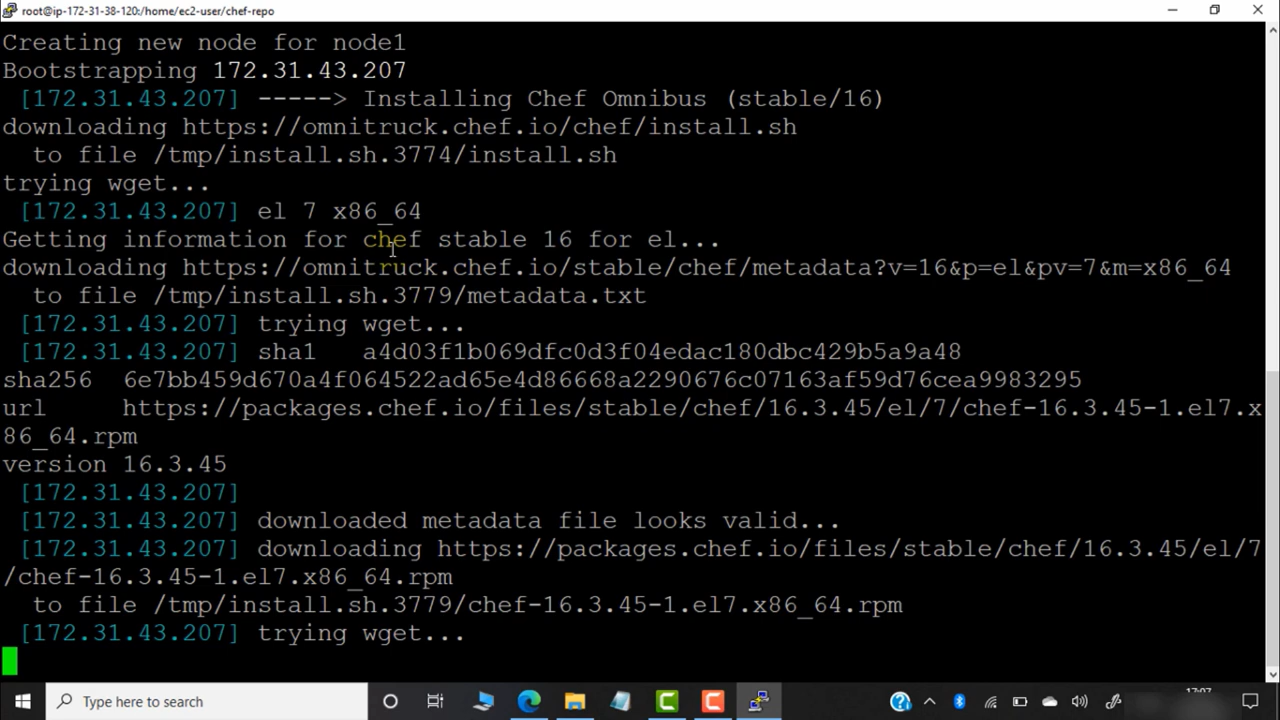 root@ip-172-31-38-120:/home/ec2-user/chef-repo
Creating new node for node1
Bootstrapping 172.31.43.207
[172.31.43.207] -----> Installing Chef Omnibus (stable/16)
downloading https://omnitruck.chef.io/chef/install.sh
to file /tmp/install.sh.3774/install.sh
trying wget...
[172.31.43.207] el 7 x86_64
Getting information for chef stable 16 for el...
downloading https://omnitruck.chef.io/stable/chef/metadata?v=16&p=el&pv=7&m=x86_64
to file /tmp/install.sh.3779/metadata.txt
[172.31.43.207] trying wget...
[172.31.43.207] sha1 a4d03f1b069dfc0d3f04edac180dbc429b5a9a48
sha256 6e7bb459d670a4f064522ad65e4d86668a2290676c07163af59d76cea9983295
url https://packages.chef.io/files/stable/chef/16.3.45/el/7/chef-16.3.45-1.el7.x
86_64.rpm
version 16.3.45
[172.31.43.207]
[172.31.43.207] downloaded metadata file looks valid...
[172.31.43.207] downloading https://packages.chef.io/files/stable/chef/16.3.45/el/7
/chef-16.3.45-1.el7.x86_64.rpm
to file /tmp/install.sh.3779/chef-16.3.45-1.el7.x86_64.rpm
[172.31.43.207] trying wget...
Type here to search